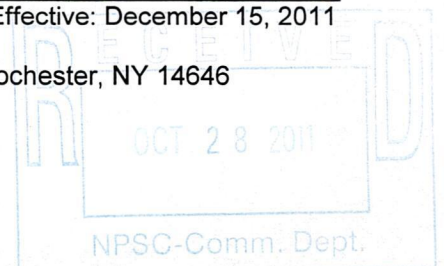 Effective: December 15, 2011
ochester, NY 14646
RECEIVED
OCT 28 2011
NPSC-Comm. Dept.